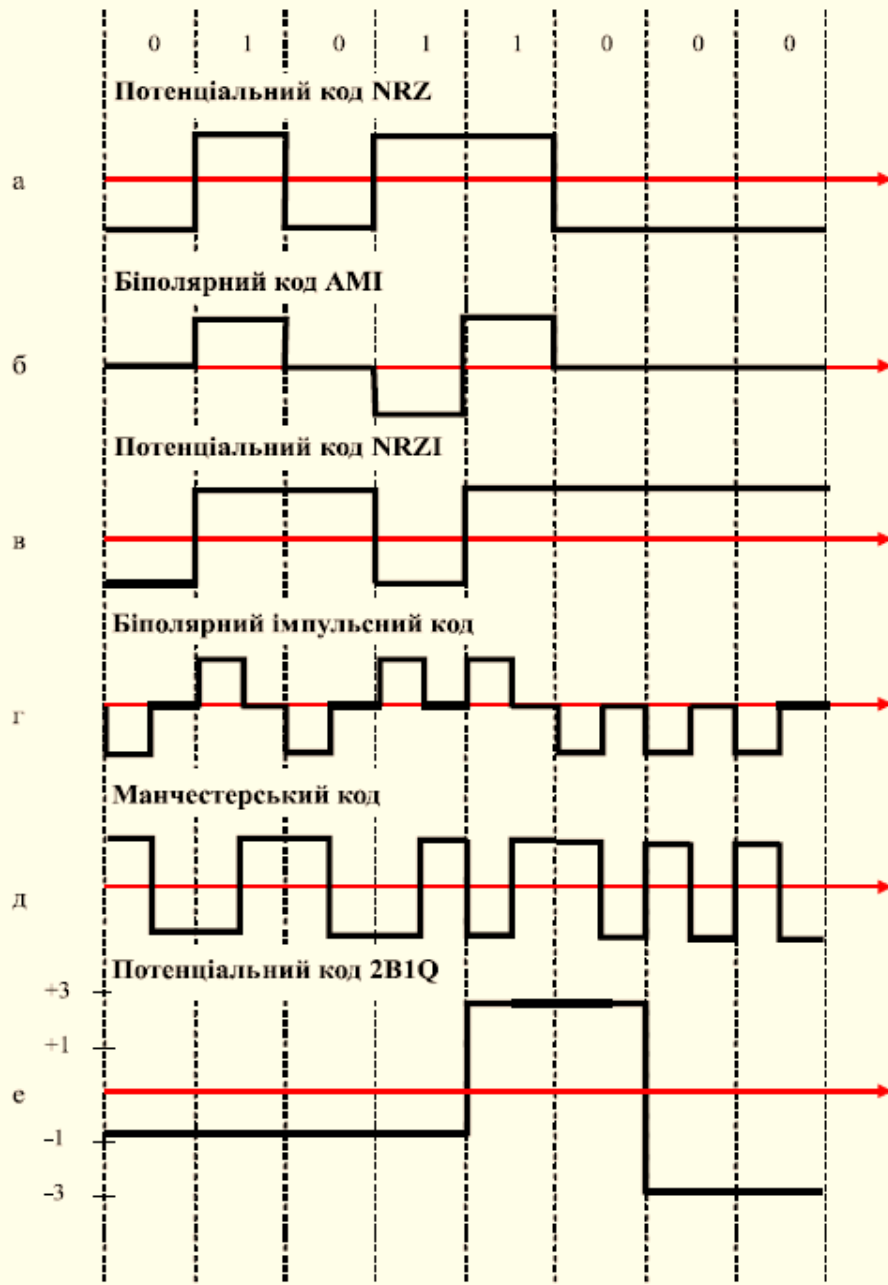 0 1 0 1 1 0 0 0
Потенціальний код NRZ
а
Біполярний код AMI
б
Потенціальний код NRZI
в
Біполярний імпульсний код
г
Манчестерський код
д
Потенціальний код 2B1Q
+3
+1
е
–1
–3